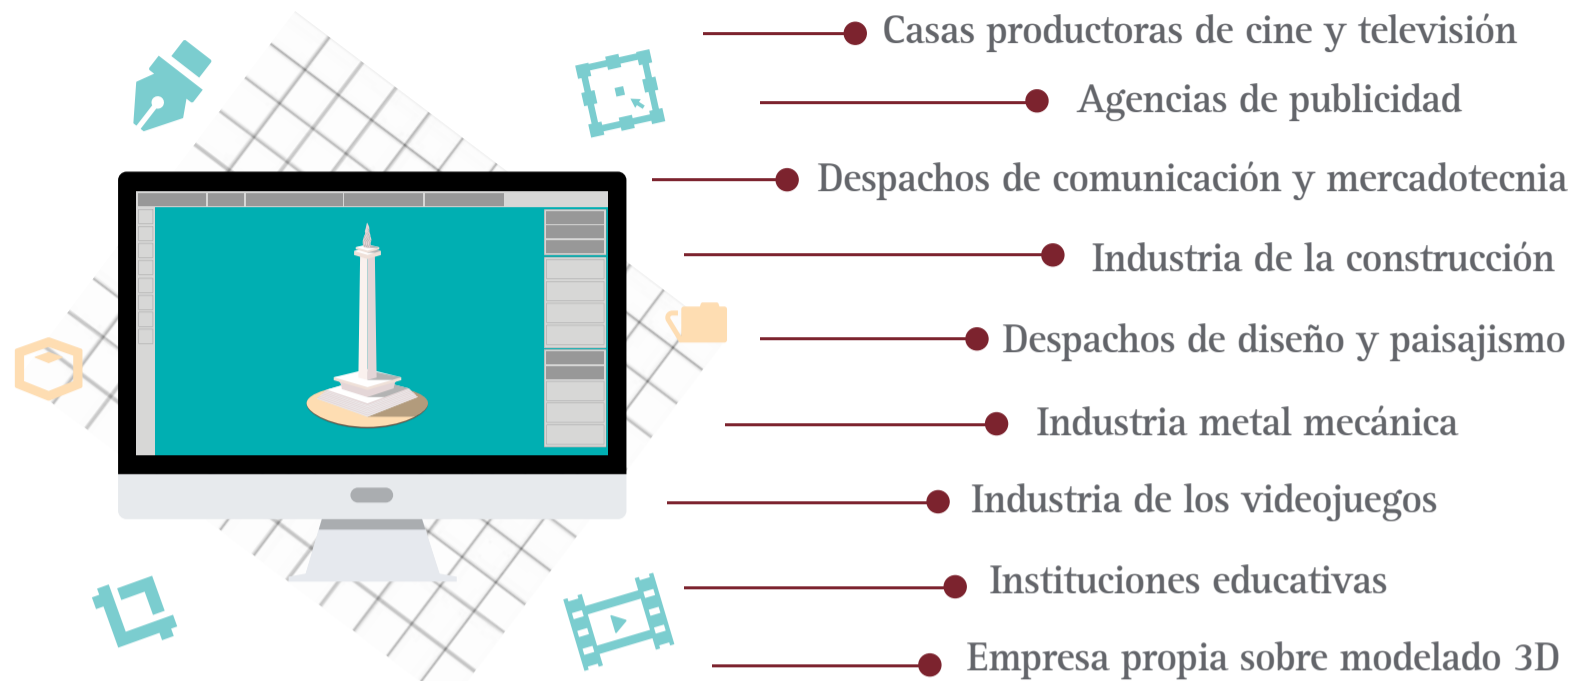 Casas productoras de cine y televisión
Agencias de publicidad
Despachos de comunicación y mercadotecnia
Industria de la construcción
Despachos de diseño y paisajismo
Industria metal mecánica
Industria de los videojuegos
Instituciones educativas
Empresa propia sobre modelado 3D